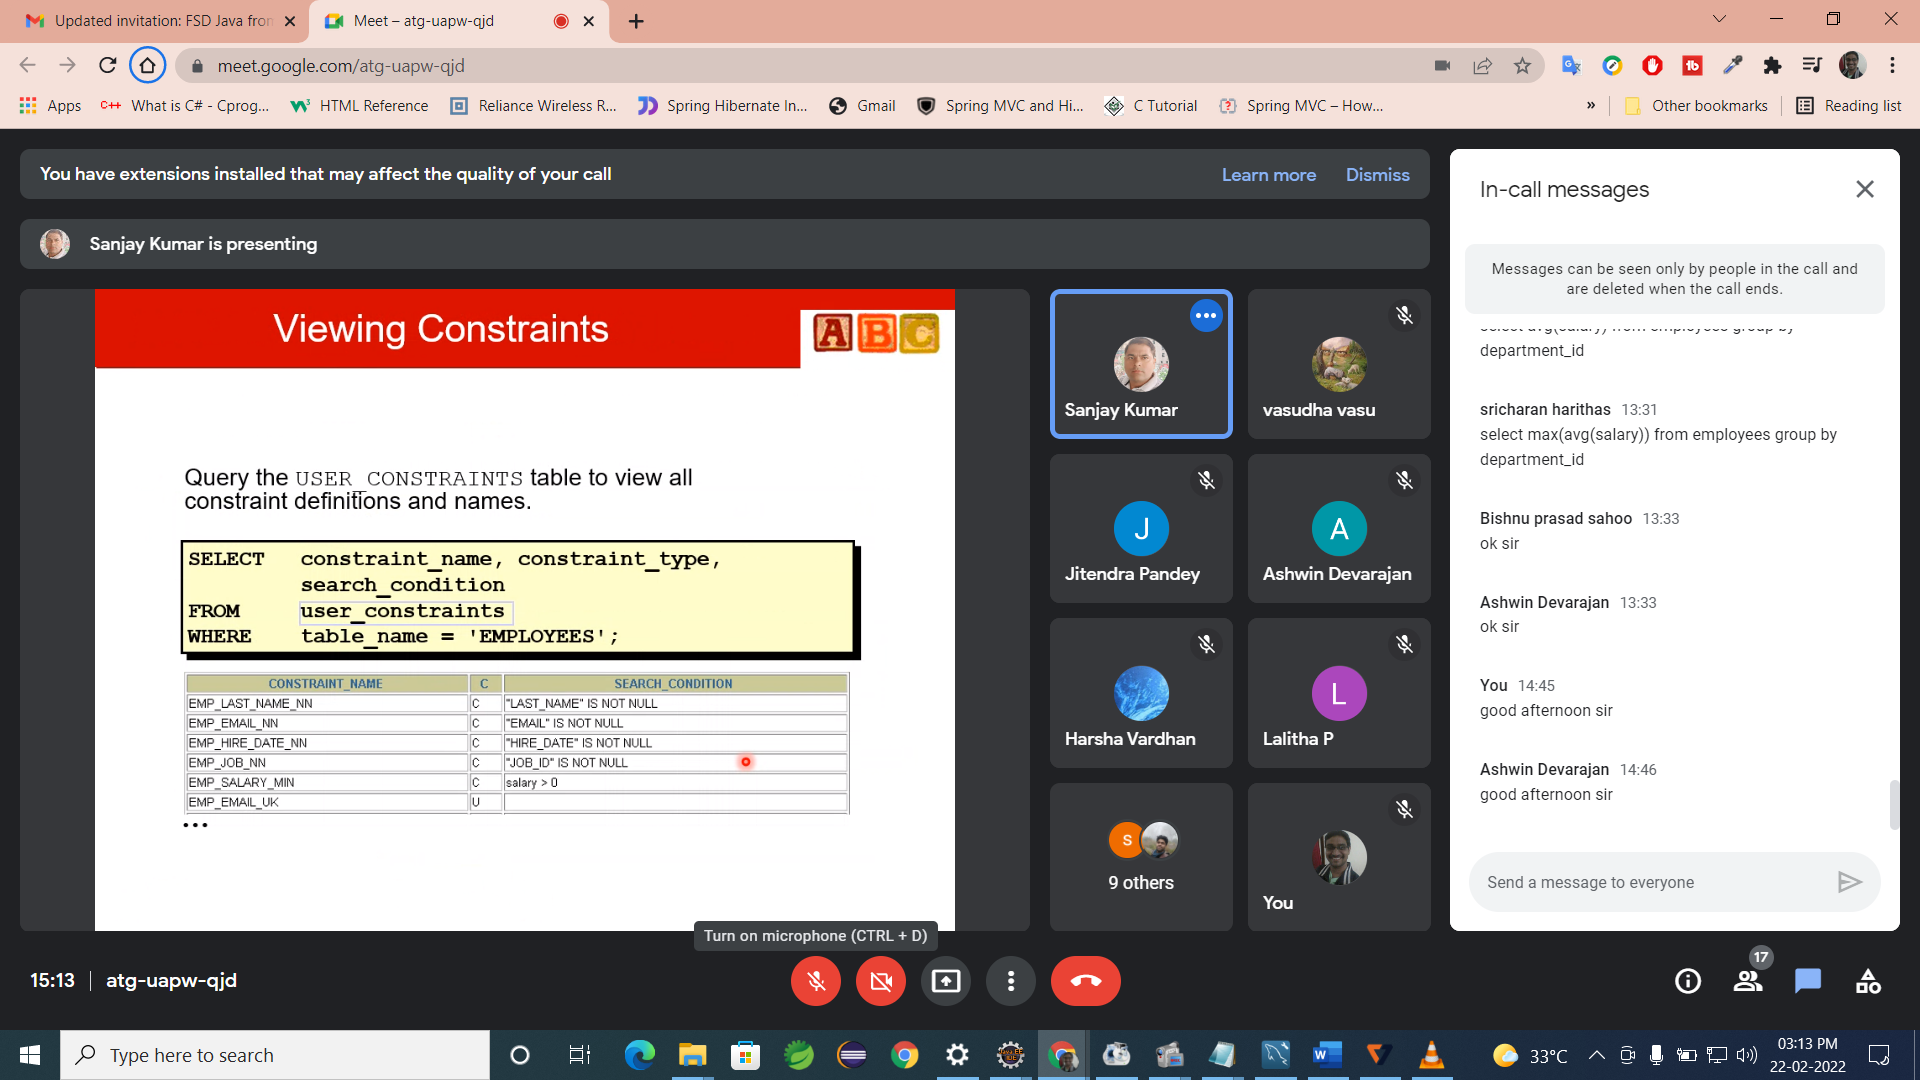 Updated invitation: FSD Java fron
Meet – atg-uapw-qjd
meet.google.com/atg-uapw-qjd
Apps
C++ What is C# - Cprog...
HTML Reference
Reliance Wireless R...
Spring Hibernate In...
Gmail
Spring MVC and Hi...
C Tutorial
Spring MVC – How...
»
Other bookmarks
Reading list
You have extensions installed that may affect the quality of your call
Learn more
Dismiss
Sanjay Kumar is presenting
Viewing Constraints
ABC
Query the USER_CONSTRAINTS table to view all
constraint definitions and names.
SELECT constraint_name, constraint_type,
search_condition
FROM user_constraints
WHERE table_name = 'EMPLOYEES';
CONSTRAINT_NAME C SEARCH_CONDITION
EMP_LAST_NAME_NN C "LAST_NAME" IS NOT NULL
EMP_EMAIL_NN C "EMAIL" IS NOT NULL
EMP_HIRE_DATE_NN C "HIRE_DATE" IS NOT NULL
EMP_JOB_NN C "JOB_ID" IS NOT NULL
EMP_SALARY_MIN C salary > 0
EMP_EMAIL_UK U
...
Sanjay Kumar
vasudha vasu
J
Jitendra Pandey
A
Ashwin Devarajan
Harsha Vardhan
L
Lalitha P
S
9 others
You
In-call messages
Messages can be seen only by people in the call and
are deleted when the call ends.
select avg(salary) from employees group by
department_id
sricharan harithas 13:31
select max(avg(salary)) from employees group by
department_id
Bishnu prasad sahoo 13:33
ok sir
Ashwin Devarajan 13:33
ok sir
You 14:45
good afternoon sir
Ashwin Devarajan 14:46
good afternoon sir
Send a message to everyone
Turn on microphone (CTRL + D)
15:13 | atg-uapw-qjd
17
Type here to search
33°C
03:13 PM
22-02-2022